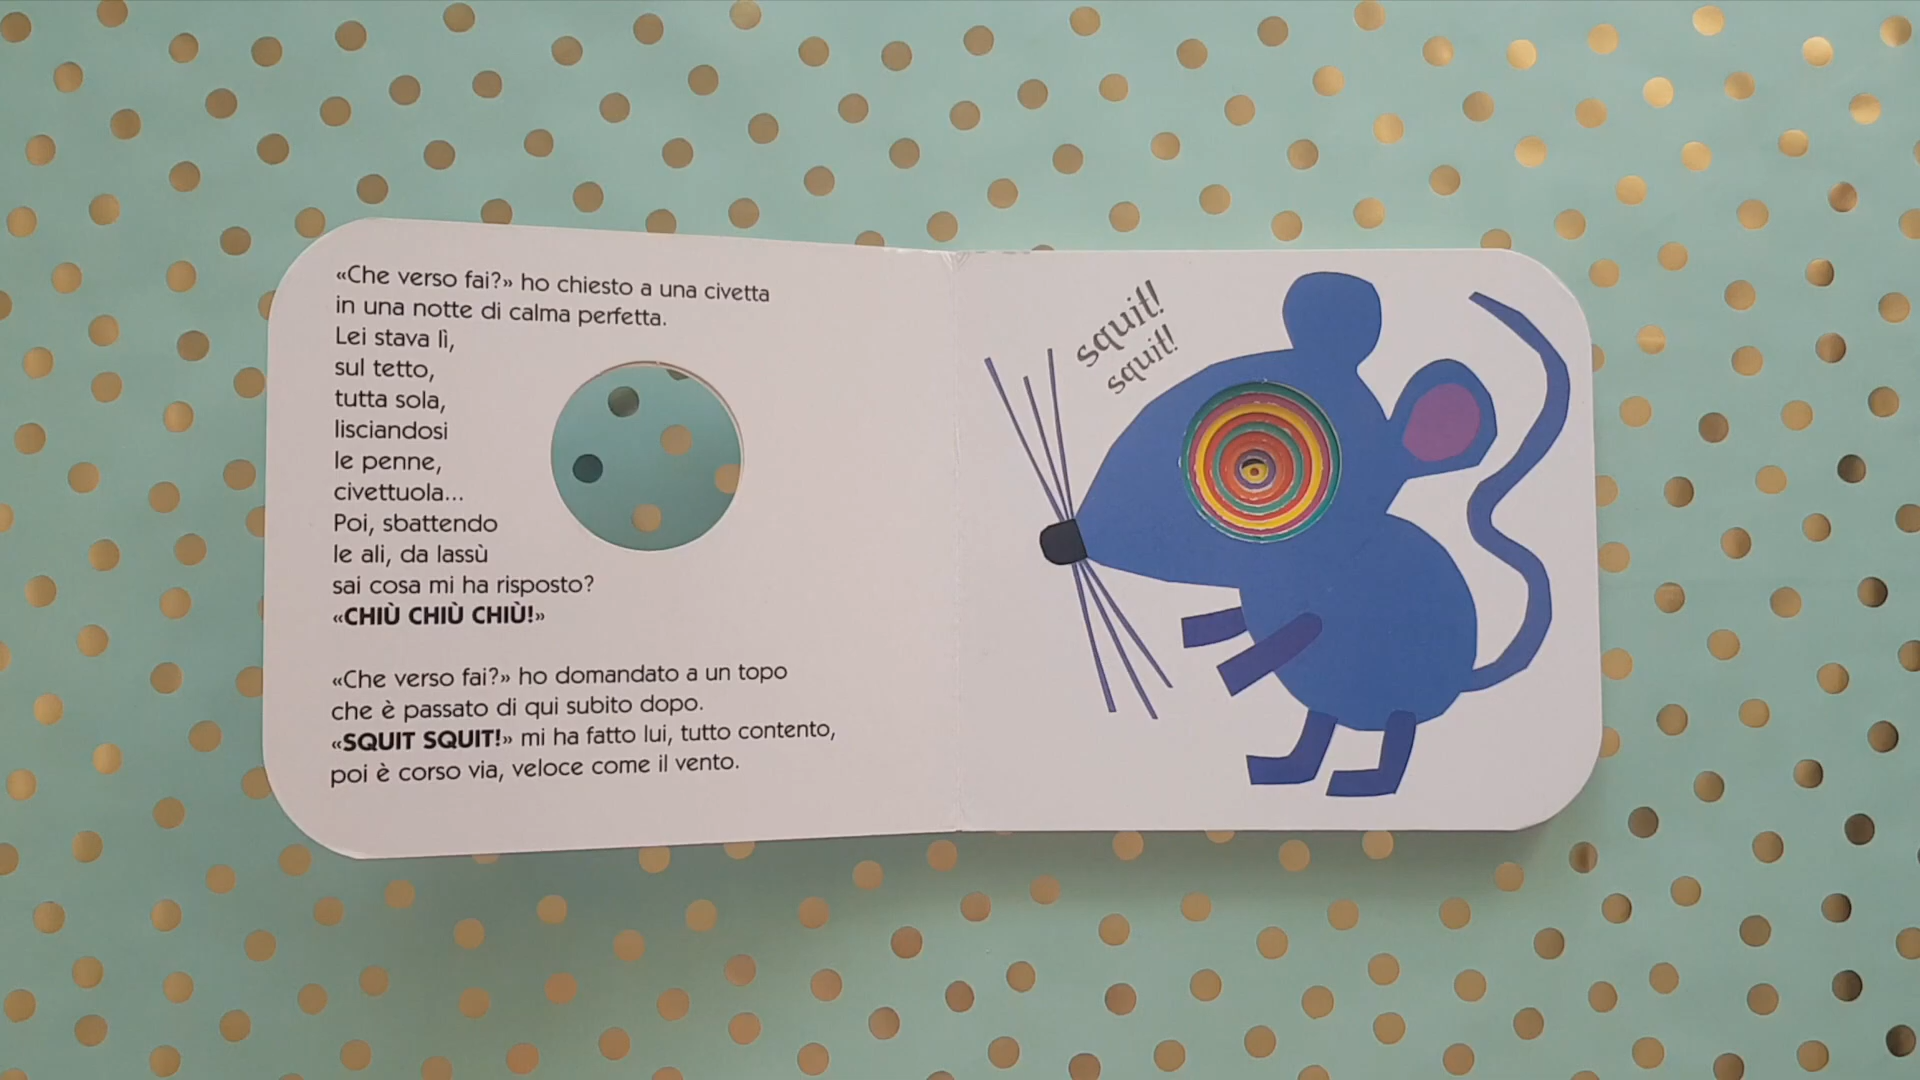 «Che verso fai?» ho chiesto a una civetta
in una notte di calma perfetta.
Lei stava lì,
sul tetto,
tutta sola,
lisciandosi
le penne,
civettuola...
Poi, sbattendo
le ali, da lassù
sai cosa mi ha risposto?
«CHIÙ CHIÙ CHIÙ!»
«Che verso fai?» ho domandato a un topo
che è passato di qui subito dopo.
«SQUIT SQUIT!» mi ha fatto lui, tutto contento,
poi è corso via, veloce come il vento.
squit!
squit!